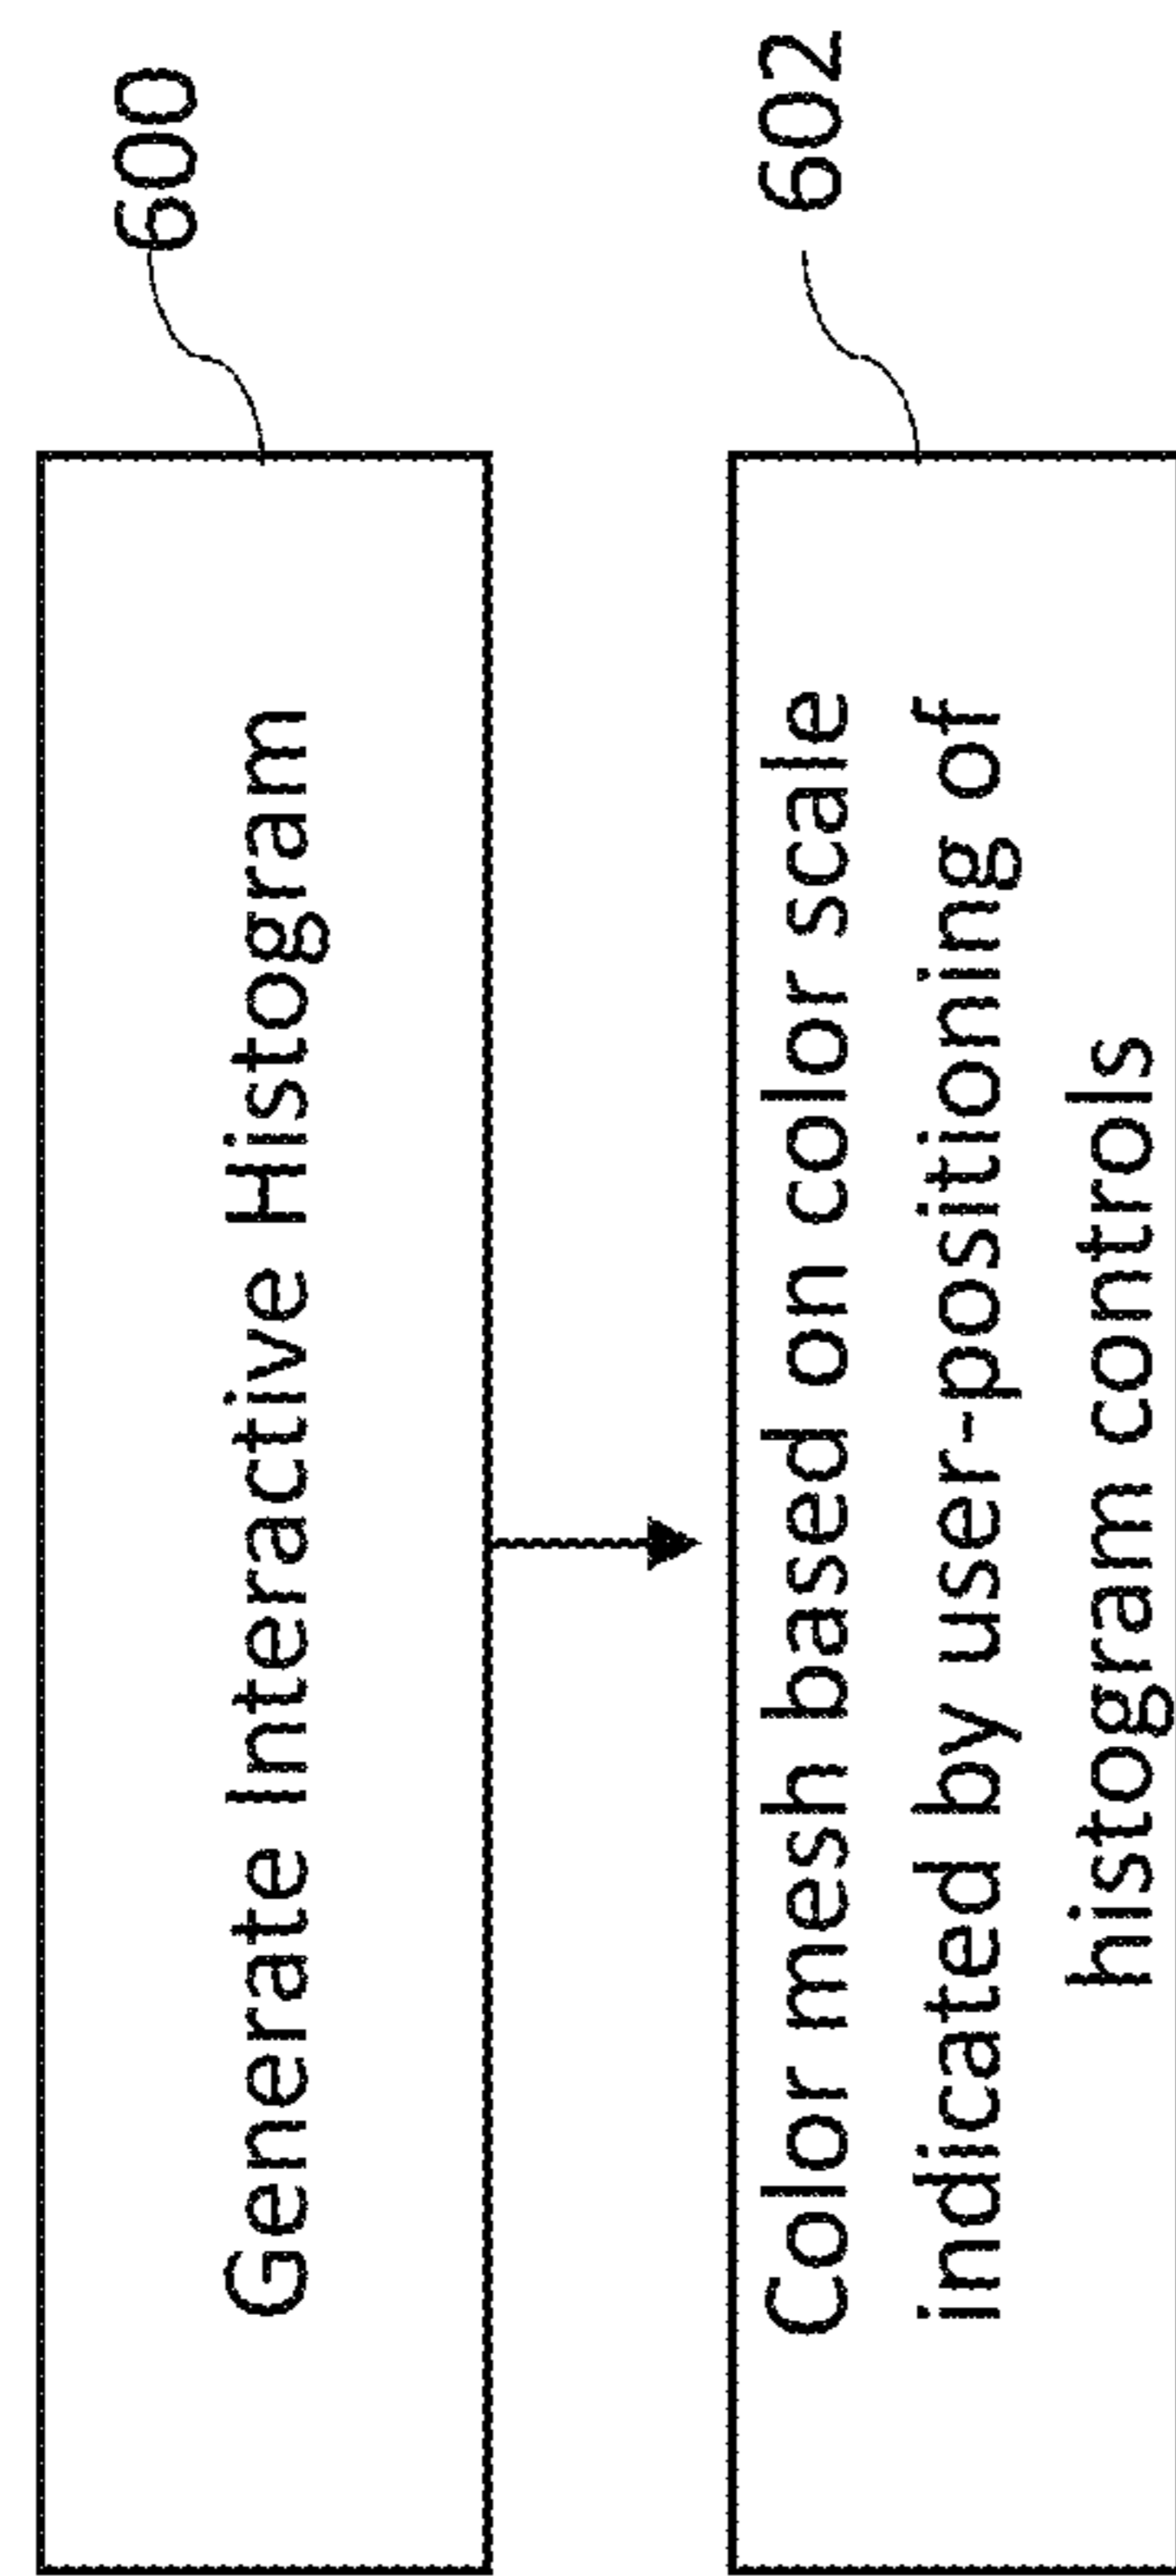 600
Generate Interactive Histogram
602
Color mesh based on color scale
indicated by user-positioning of
histogram controls